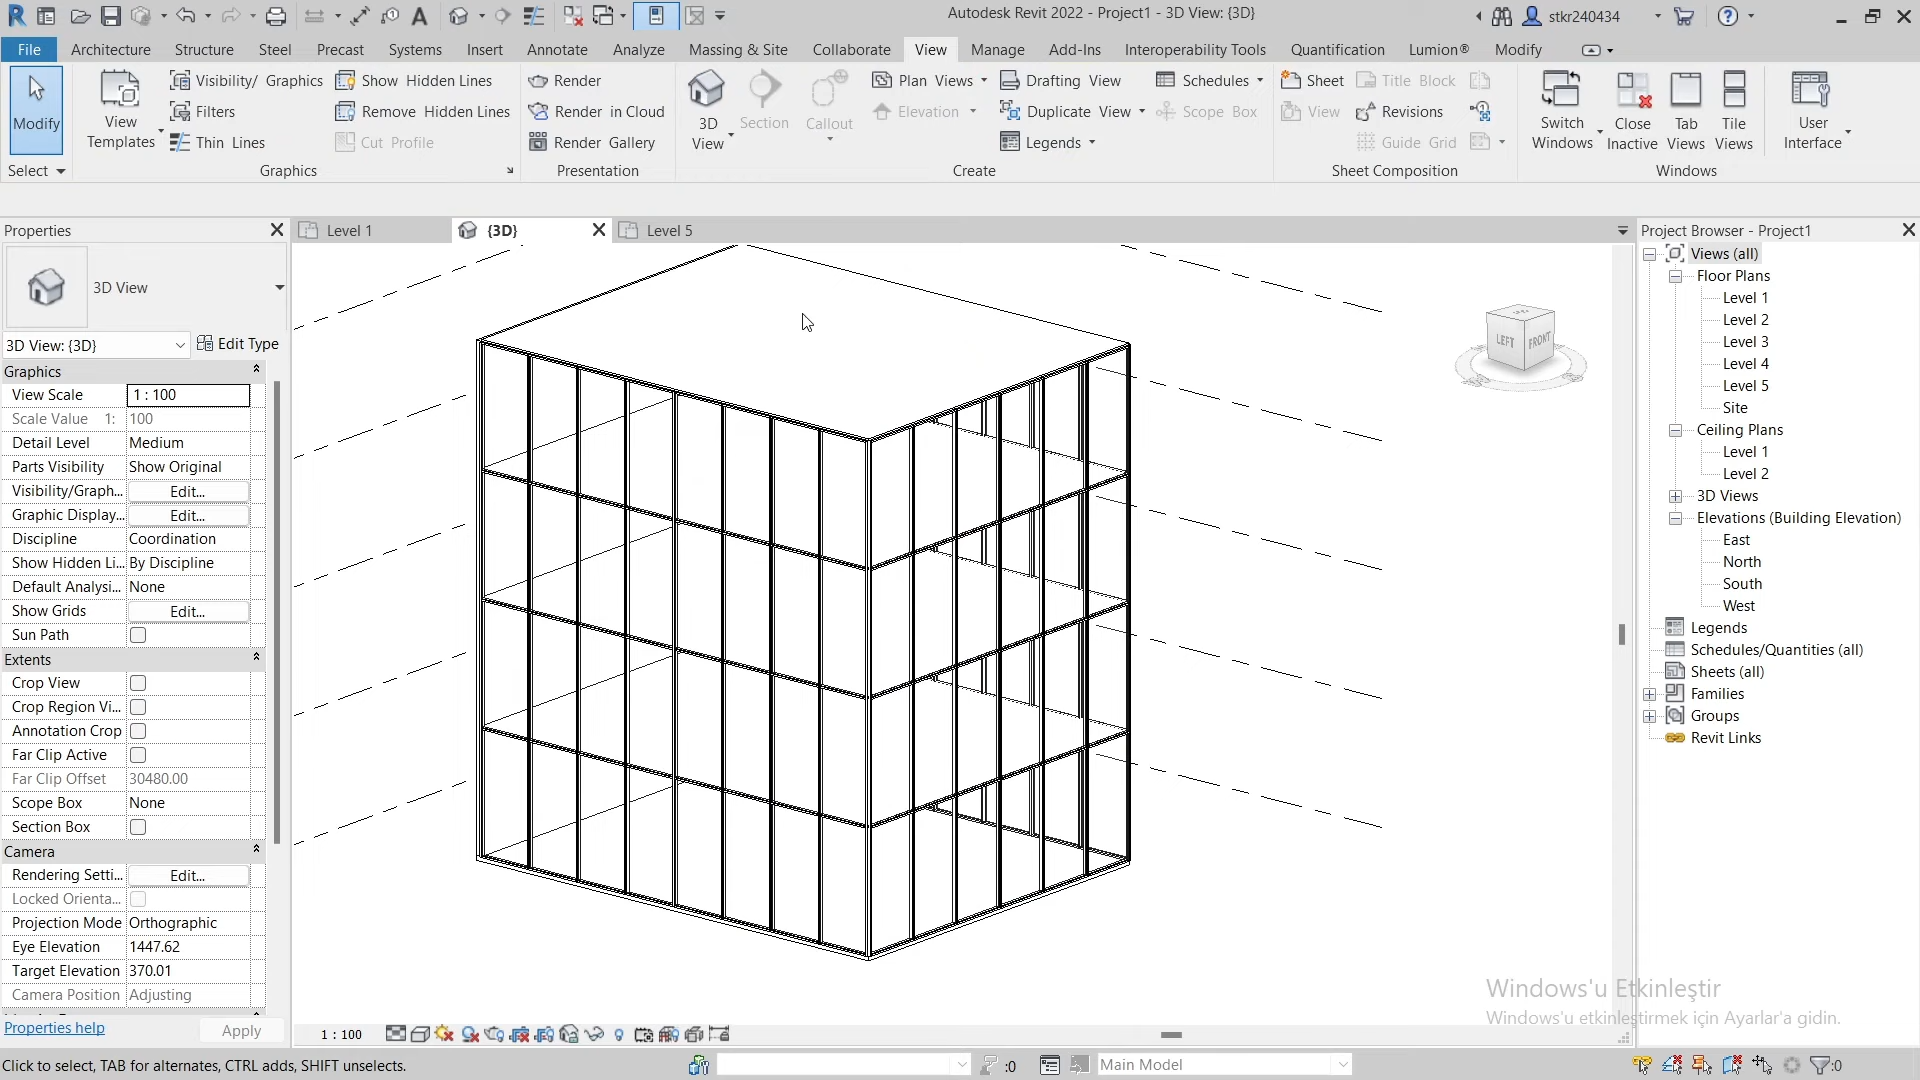 Autodesk Revit 2022 - Project1 - 3D View: {3D}
stkr240434
File Architecture Structure Steel Precast Systems Insert Annotate Analyze Massing & Site Collaborate View Manage Add-Ins Interoperability Tools Quantification Lumion® Modify
Modify
Select
View Templates
Visibility/ Graphics
Filters
Thin Lines
Show Hidden Lines
Remove Hidden Lines
Cut Profile
Graphics
Render
Render in Cloud
Render Gallery
Presentation
3D View
Section
Callout
Plan Views
Elevation
Drafting View
Duplicate View
Legends
Schedules
Scope Box
Create
Sheet
View
Title Block
Revisions
Guide Grid
Sheet Composition
Switch Windows
Close Inactive
Tab Views
Tile Views
User Interface
Windows
Properties
3D View
3D View: {3D}
Edit Type
Graphics
View Scale 1 : 100
Scale Value 1: 100
Detail Level Medium
Parts Visibility Show Original
Visibility/Graph... Edit...
Graphic Display... Edit...
Discipline Coordination
Show Hidden Li... By Discipline
Default Analysi... None
Show Grids Edit...
Sun Path
Extents
Crop View
Crop Region Vi...
Annotation Crop
Far Clip Active
Far Clip Offset 30480.00
Scope Box None
Section Box
Camera
Rendering Setti... Edit...
Locked Orienta...
Projection Mode Orthographic
Eye Elevation 1447.62
Target Elevation 370.01
Camera Position Adjusting
Properties help
Apply
Level 1
{3D}
Level 5
LEFT
FRONT
Project Browser - Project1
Views (all)
Floor Plans
Level 1
Level 2
Level 3
Level 4
Level 5
Site
Ceiling Plans
Level 1
Level 2
3D Views
Elevations (Building Elevation)
East
North
South
West
Legends
Schedules/Quantities (all)
Sheets (all)
Families
Groups
Revit Links
Windows'u Etkinleştir
Windows'u etkinleştirmek için Ayarlar'a gidin.
1 : 100
Click to select, TAB for alternates, CTRL adds, SHIFT unselects.
:0
Main Model
:0